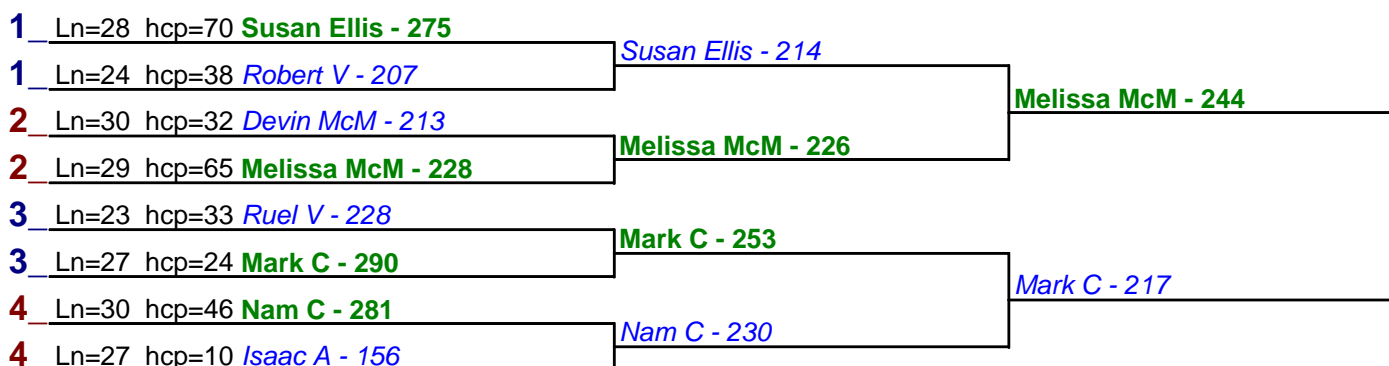 1_ Ln=28 hcp=70 Susan Ellis - 275
Susan Ellis - 214
1_ Ln=24 hcp=38 Robert V - 207
Melissa McM - 244
2_ Ln=30 hcp=32 Devin McM - 213
Melissa McM - 226
2_ Ln=29 hcp=65 Melissa McM - 228
3_ Ln=23 hcp=33 Ruel V - 228
Mark C - 253
3_ Ln=27 hcp=24 Mark C - 290
Mark C - 217
4_ Ln=30 hcp=46 Nam C - 281
Nam C - 230
4 Ln=27 hcp=10 Isaac A - 156